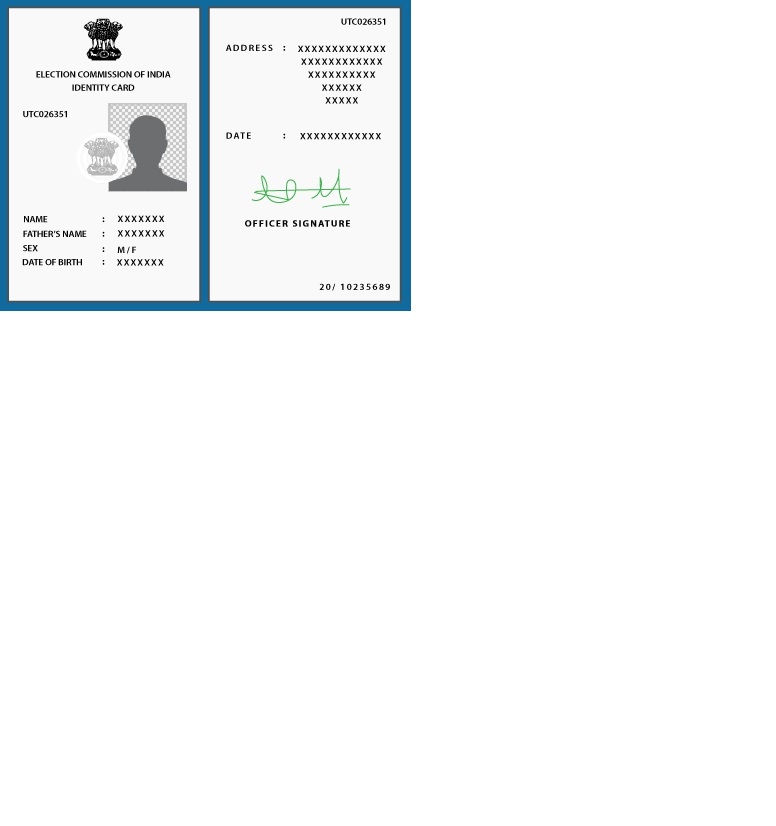 ELECTION COMMISSION OF INDIA
IDENTITY CARD
UTC026351
NAME : XXXXXXX
FATHER'S NAME : XXXXXXX
SEX : M / F
DATE OF BIRTH : XXXXXXX
UTC026351
ADDRESS : XXXXXXXXXXXXX
XXXXXXXXXXXX
XXXXXXXXXX
XXXXXX
XXXXX
DATE : XXXXXXXXXXXX
OFFICER SIGNATURE
20/ 10235689